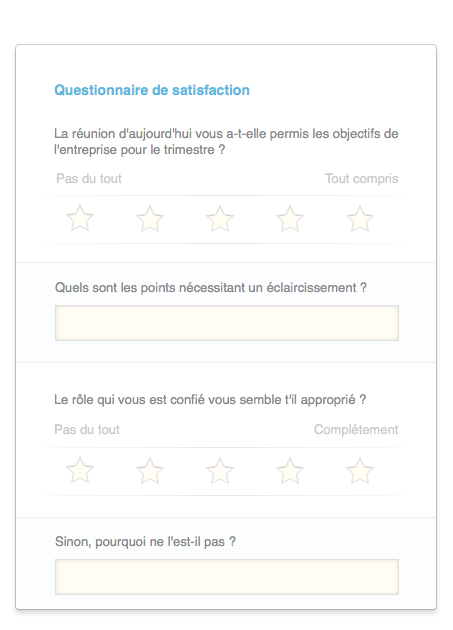 Questionnaire de satisfaction
La réunion d'aujourd'hui vous a-t-elle permis les objectifs de
l'entreprise pour le trimestre ?
Pas du tout Tout compris
Quels sont les points nécessitant un éclaircissement ?
Le rôle qui vous est confié vous semble t'il approprié ?
Pas du tout Complétement
Sinon, pourquoi ne l'est-il pas ?